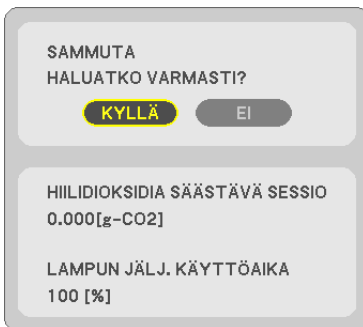 SAMMUTA
HALUATKO VARMASTI?
KYLLÄ EI
HIILIDIOKSIDIA SÄÄSTÄVÄ SESSIO
0.000[g-CO2]
LAMPUN JÄLJ. KÄYTTÖAIKA
100 [%]